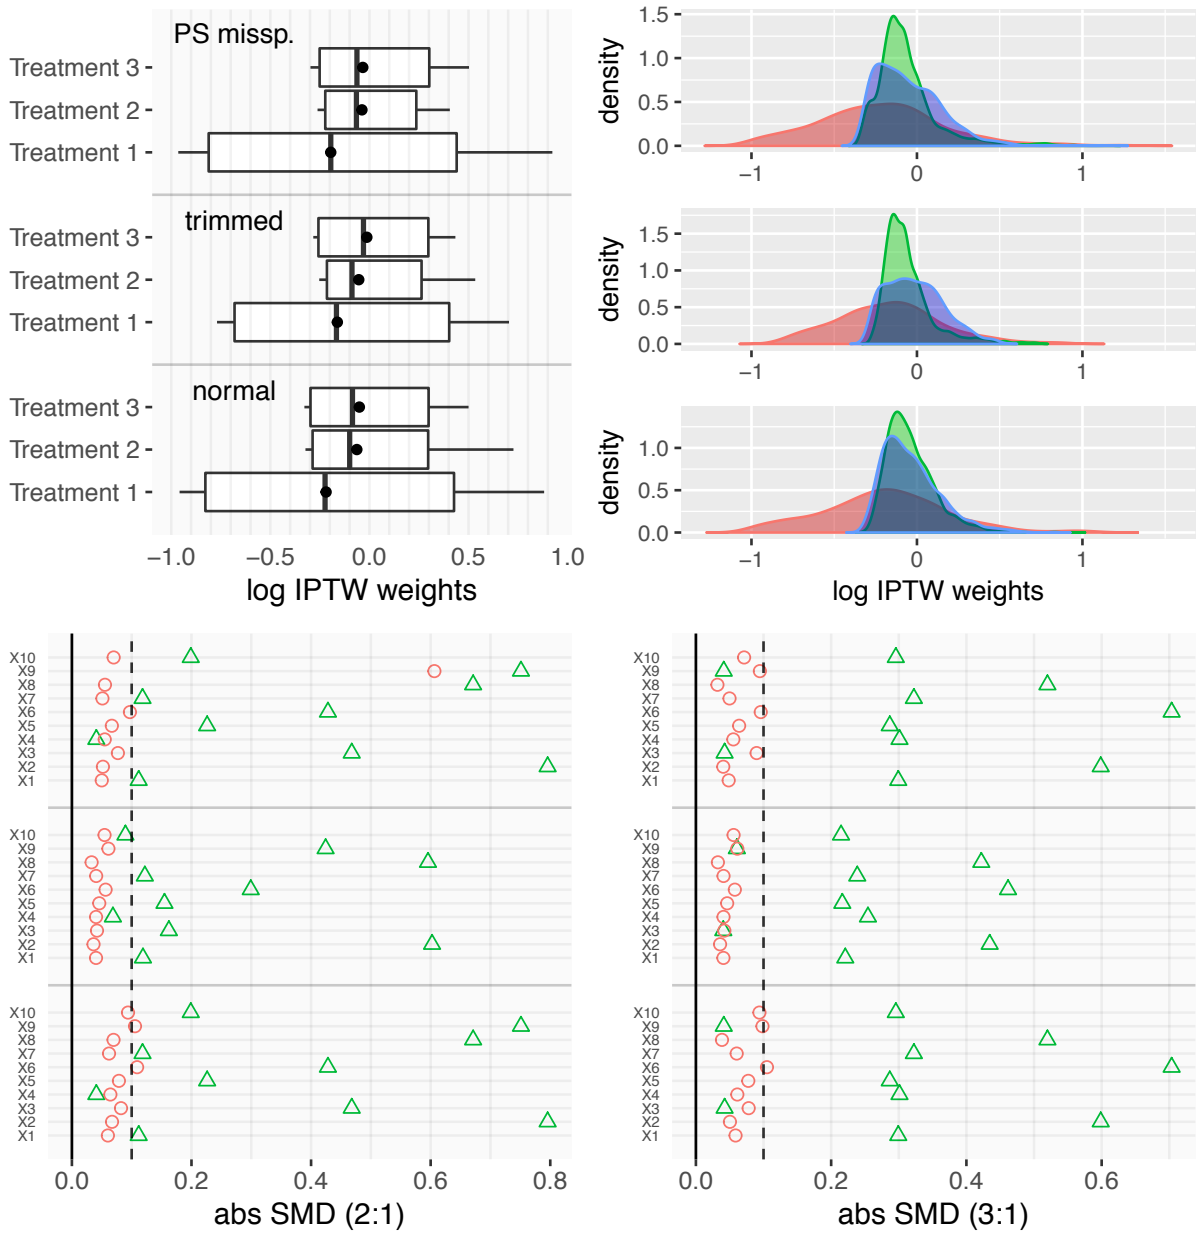 PS missp.
Treatment 3
Treatment 2
Treatment 1
trimmed
Treatment 3
Treatment 2
Treatment 1
normal
Treatment 3
Treatment 2
Treatment 1
−1.0 −0.5 0.0 0.5 1.0
log IPTW weights
density
1.5
1.0
0.5
0.0
−1 0 1
density
1.5
1.0
0.5
0.0
−1 0 1
density
1.0
0.5
0.0
−1 0 1
log IPTW weights
X10
X9
X8
X7
X6
X5
X4
X3
X2
X1
X10
X9
X8
X7
X6
X5
X4
X3
X2
X1
X10
X9
X8
X7
X6
X5
X4
X3
X2
X1
0.0 0.2 0.4 0.6 0.8
abs SMD (2:1)
X10
X9
X8
X7
X6
X5
X4
X3
X2
X1
X10
X9
X8
X7
X6
X5
X4
X3
X2
X1
X10
X9
X8
X7
X6
X5
X4
X3
X2
X1
0.0 0.2 0.4 0.6
abs SMD (3:1)